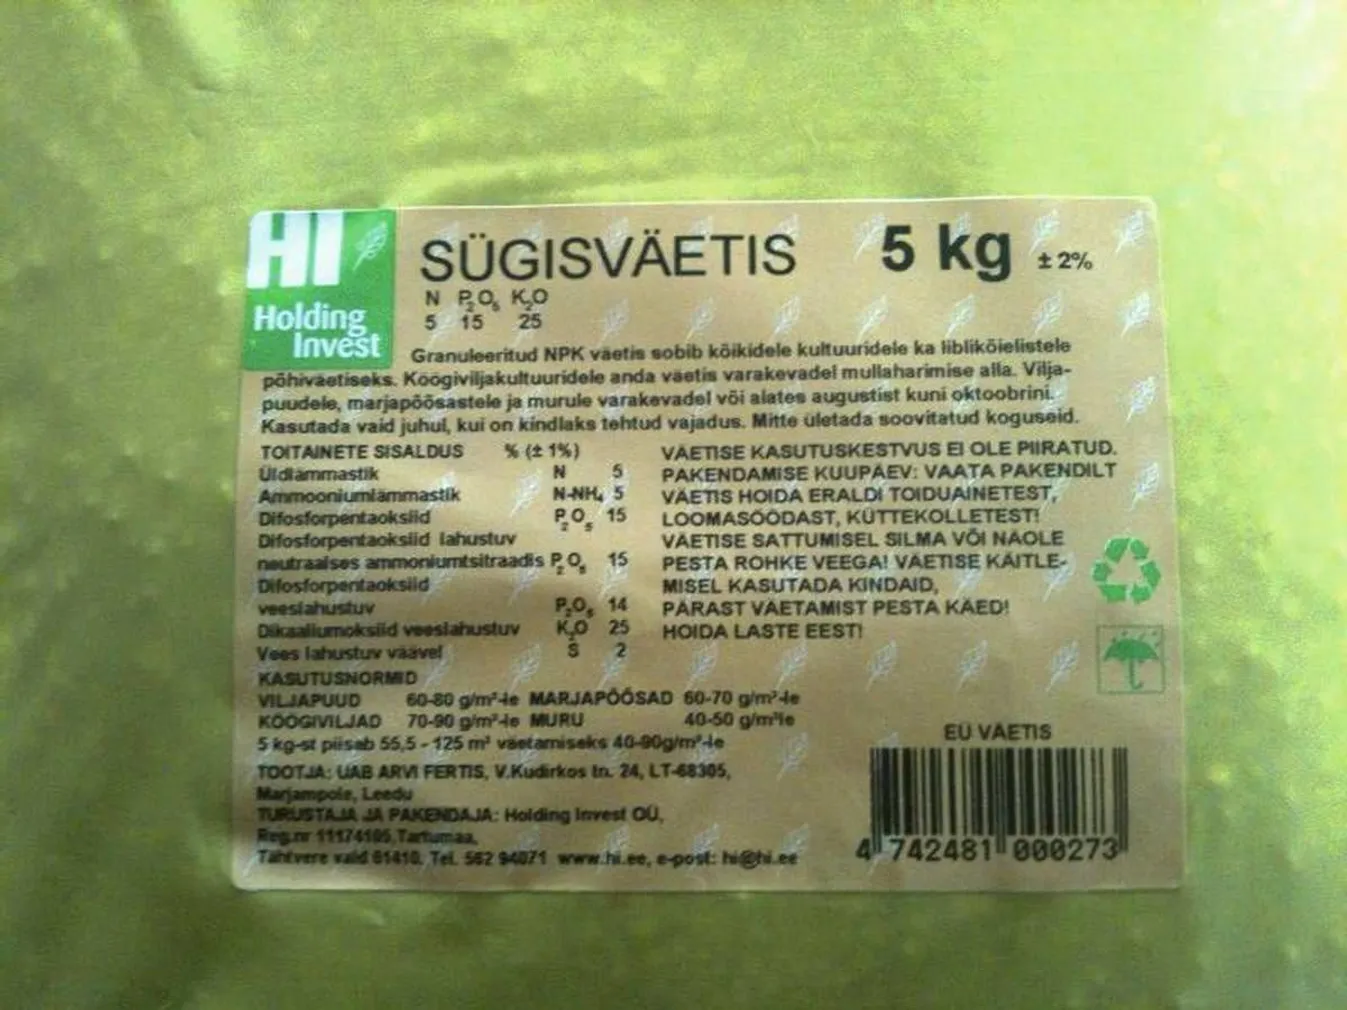 HI
Holding
Invest
SÜGISVÄETIS 5 kg ± 2%
N P₂O₅ K₂O
5 15 25
Granuleeritud NPK väetis sobib kõikidele kultuuridele ka liblikõielistele
põhiväetiseks. Köögiviljakultuuridele anda väetis varakevadel mullaharimise alla. Vilja-
puudele, marjapõõsastele ja murule varakevadel või alates augustist kuni oktoobrini.
Kasutada vaid juhul, kui on kindlaks tehtud vajadus. Mitte ületada soovitatud koguseid.
TOITAINETE SISALDUS % (± 1%)
Üldlämmastik N 5
Ammooniumlämmastik N-NH₄ 5
Difosforpentaoksiid P₂O₅ 15
Difosforpentaoksiid lahustuv
neutraalses ammooniumtsitraadis P₂O₅ 15
Difosforpentaoksiid
veeslahustuv P₂O₅ 14
Dikaaliumoksiid veeslahustuv K₂O 25
Vees lahustuv väävel S 2
VÄETISE KASUTUSKESTVUS EI OLE PIIRATUD.
PAKENDAMISE KUUPÄEV: VAATA PAKENDILT
VÄETIS HOIDA ERALDI TOIDUAINETEST,
LOOMASÖÖDAST, KÜTTEKOLLETEST!
VÄETISE SATTUMISEL SILMA VÕI NÄOLE
PESTA ROHKE VEEGA! VÄETISE KÄITLE-
MISEL KASUTADA KINDAID,
PÄRAST VÄETAMIST PESTA KÄED!
HOIDA LASTE EEST!
KASUTUSNORMID
VILJAPUUD 60-80 g/m²-le MARJAPÕÕSAD 60-70 g/m²-le
KÖÖGIVILJAD 70-90 g/m²-le MURU 40-50 g/m²le
5 kg-st piisab 55,5 - 125 m² väetamiseks 40-90g/m²-le
TOOTJA: UAB ARVI FERTIS, V.Kudirkos tn. 24, LT-68305,
Marjampole, Leedu
TURUSTAJA JA PAKENDAJA: Holding Invest OÜ,
Reg.nr 11174105, Tartumaa,
Tähtvere vald 61410, Tel. 562 94071 www.hi.ee, e-post: hi@hi.ee
EÜ VÄETIS
4 742481 000273